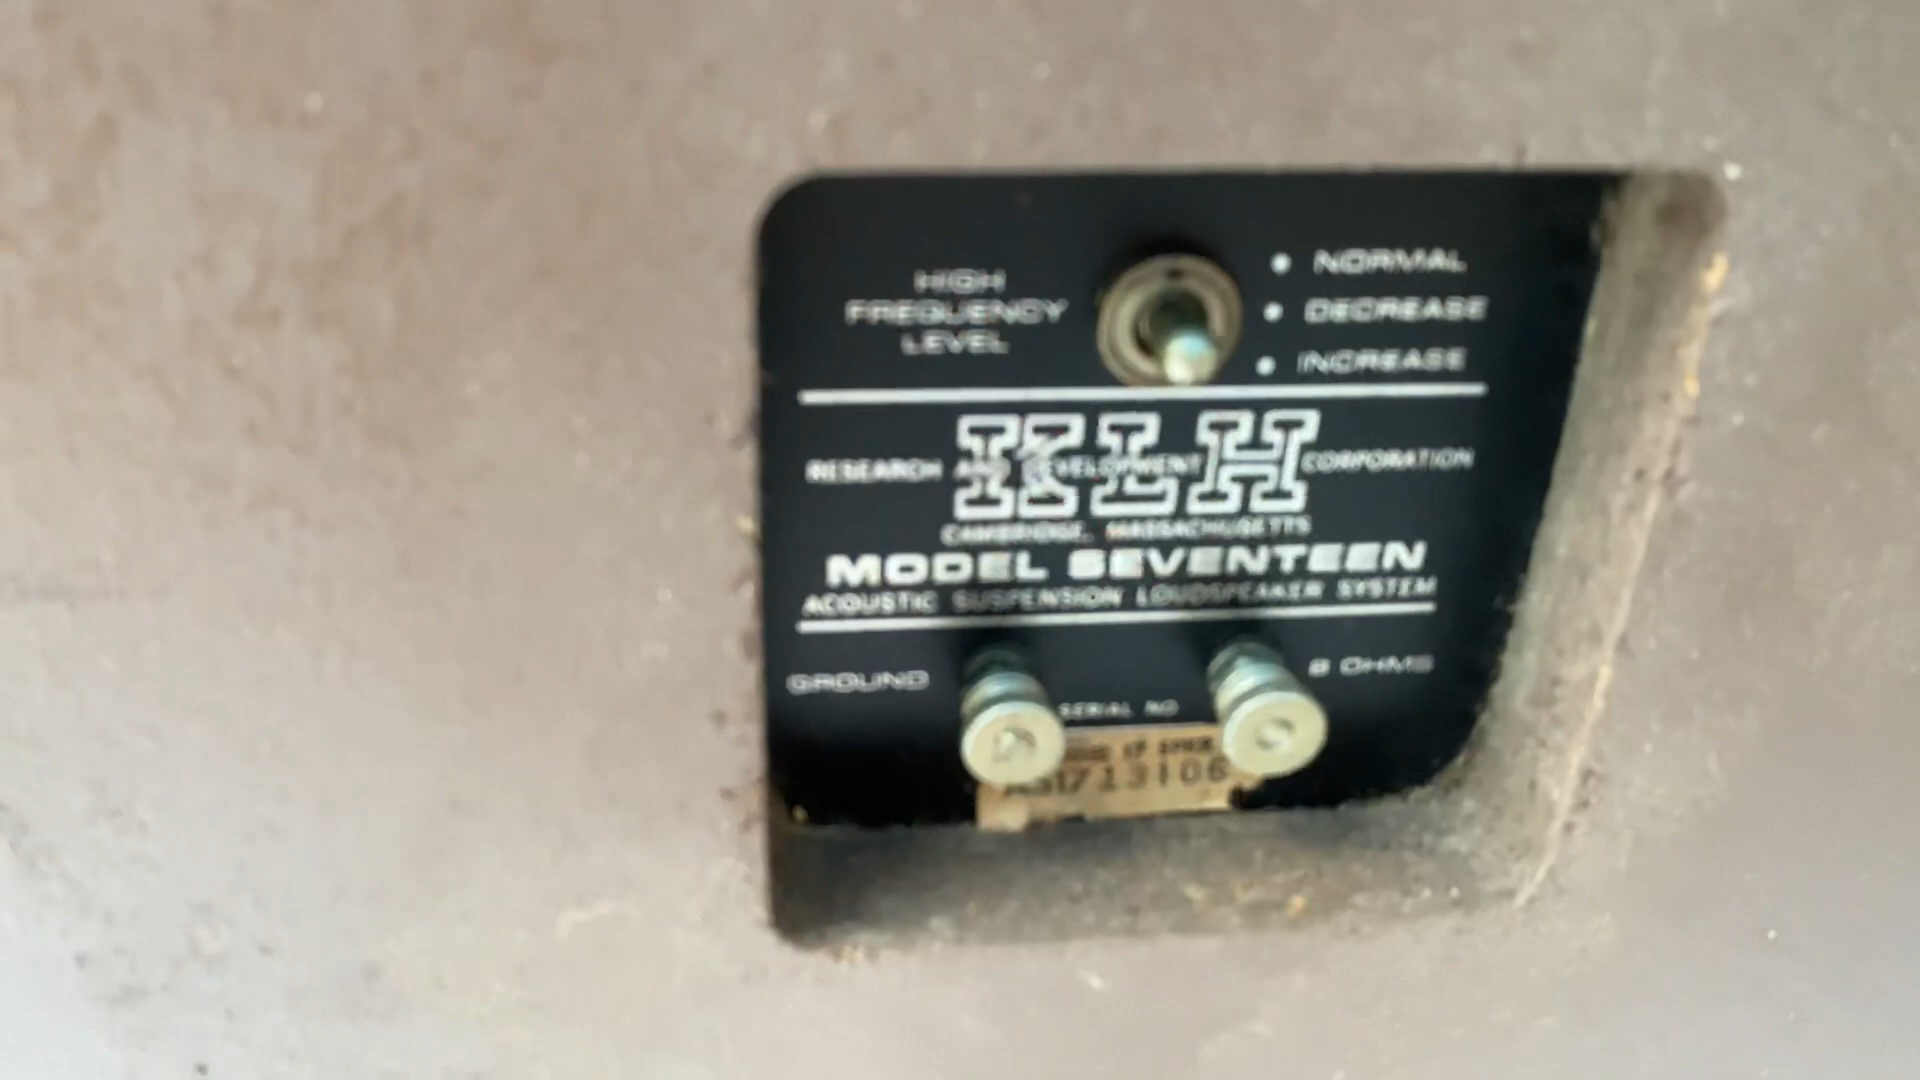 HIGH
FREQUENCY
LEVEL
• NORMAL
• DECREASE
• INCREASE
KLH
RESEARCH AND DEVELOPMENT CORPORATION
CAMBRIDGE, MASSACHUSETTS
MODEL SEVENTEEN
ACOUSTIC SUSPENSION LOUDSPEAKER SYSTEM
GROUND
8 OHMS
SERIAL NO